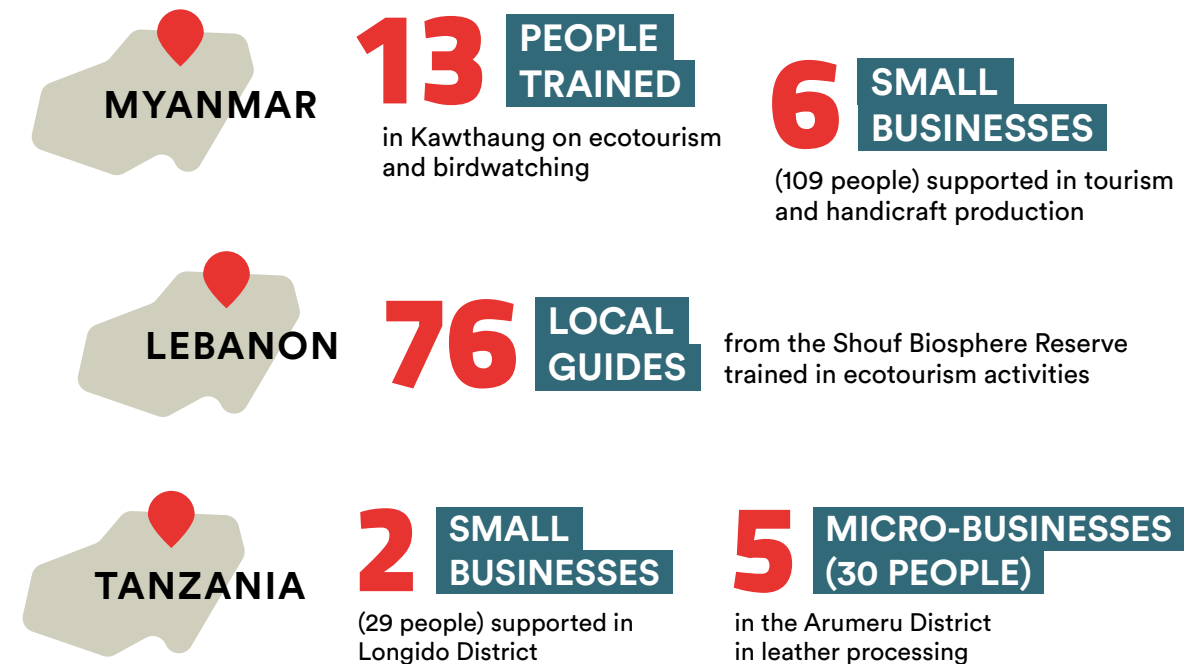 MYANMAR
13 PEOPLE
TRAINED
in Kawthaung on ecotourism
and birdwatching
6 SMALL
BUSINESSES
(109 people) supported in tourism
and handicraft production
LEBANON
76 LOCAL
GUIDES
from the Shouf Biosphere Reserve
trained in ecotourism activities
TANZANIA
2 SMALL
BUSINESSES
(29 people) supported in
Longido District
5 MICRO-BUSINESSES
(30 PEOPLE)
in the Arumeru District
in leather processing